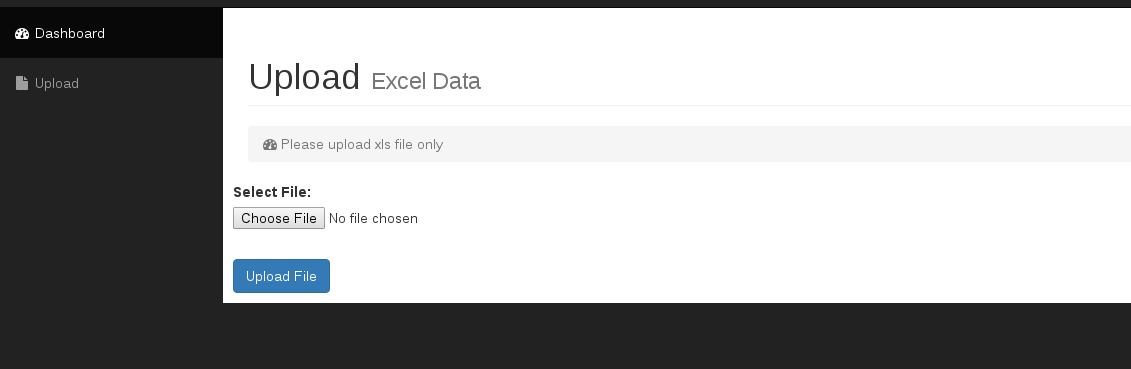 Dashboard
Upload
Upload Excel Data
Please upload xls file only
Select File:
Choose File No file chosen
Upload File